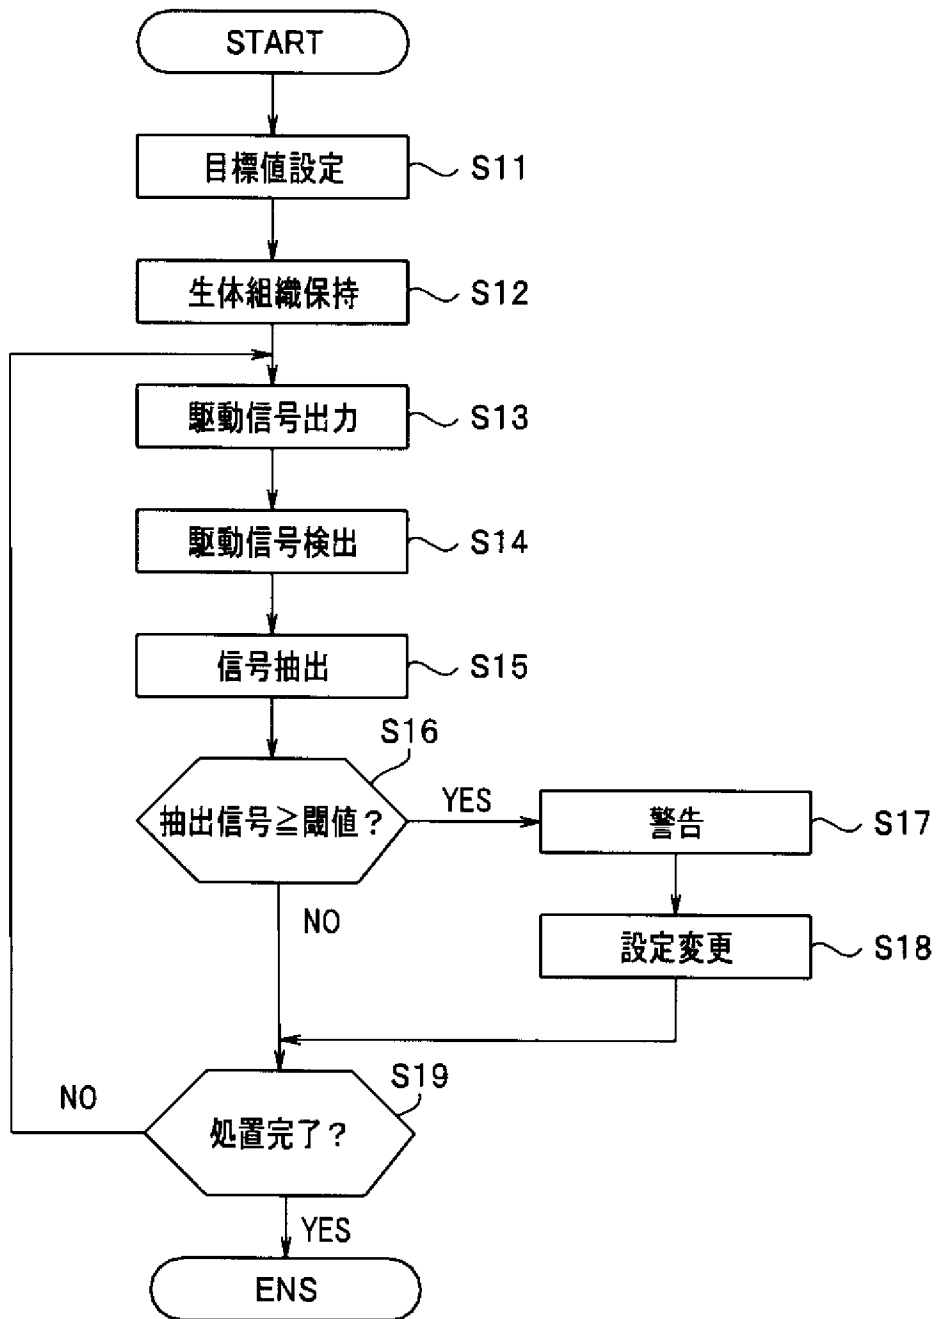 START
目標値設定
S11
生体組織保持
S12
駆動信号出力
S13
駆動信号検出
S14
信号抽出
S15
S16
抽出信号≧閾値？
YES
警告
S17
NO
設定変更
S18
S19
NO
処置完了？
YES
ENS